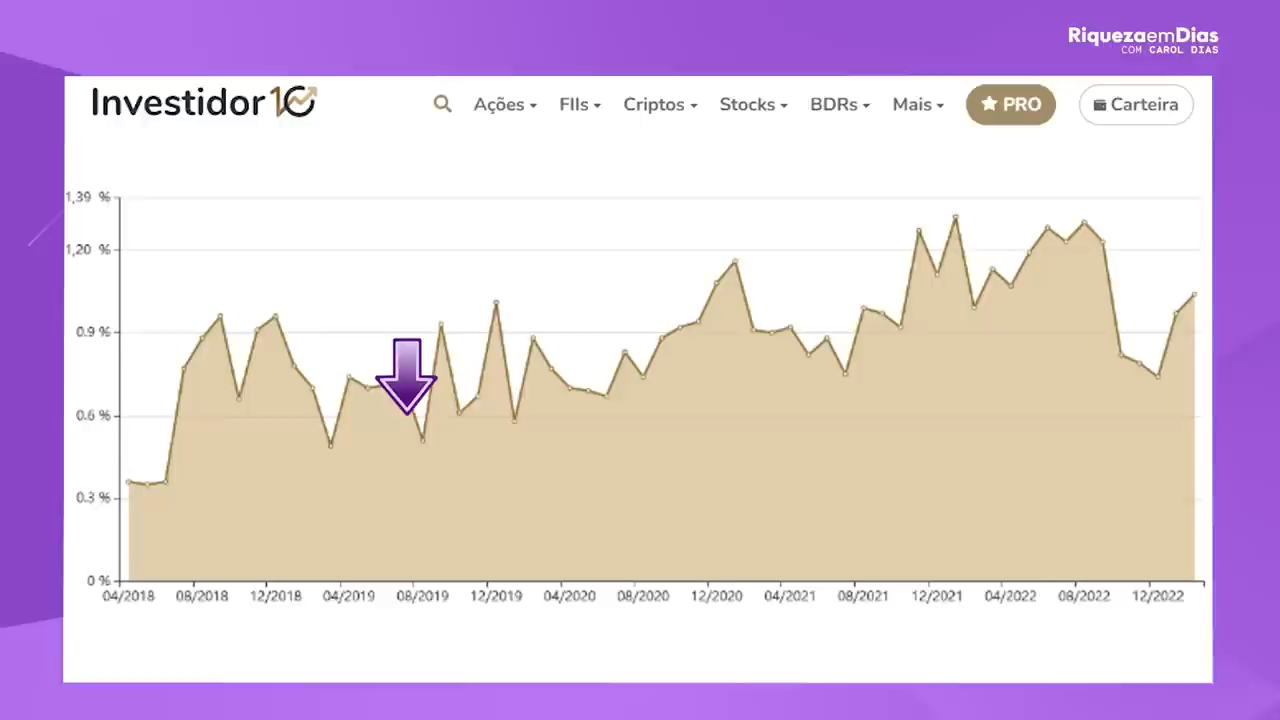 RiquezaemDias
COM CAROL DIAS
Investidor 10
Ações FIIs Criptos Stocks BDRs Mais PRO Carteira
1,39 %
1,20 %
0.9 %
0.6 %
0.3 %
0 %
04/2018 08/2018 12/2018 04/2019 08/2019 12/2019 04/2020 08/2020 12/2020 04/2021 08/2021 12/2021 04/2022 08/2022 12/2022